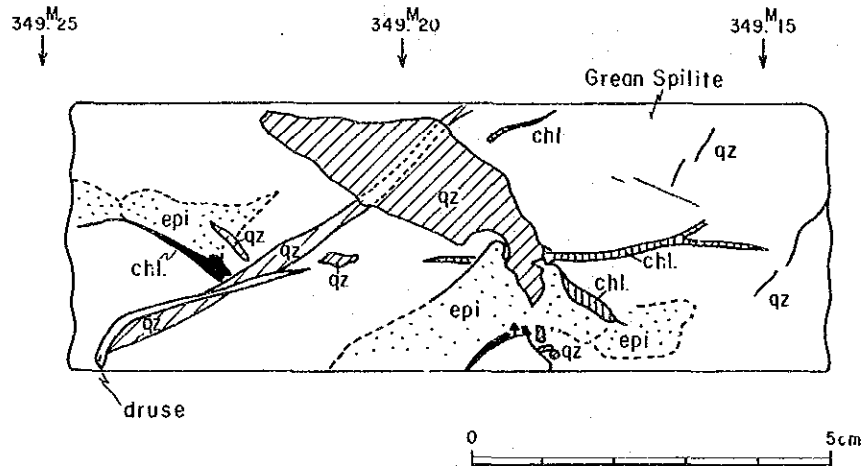 349.M25 349.M20 349.M15
Grean Spilite
chl
qz
qz
epi
qz
chl.
qz
qz
chl.
chl.
qz
qz
epi
qz
epi
druse
0 5cm